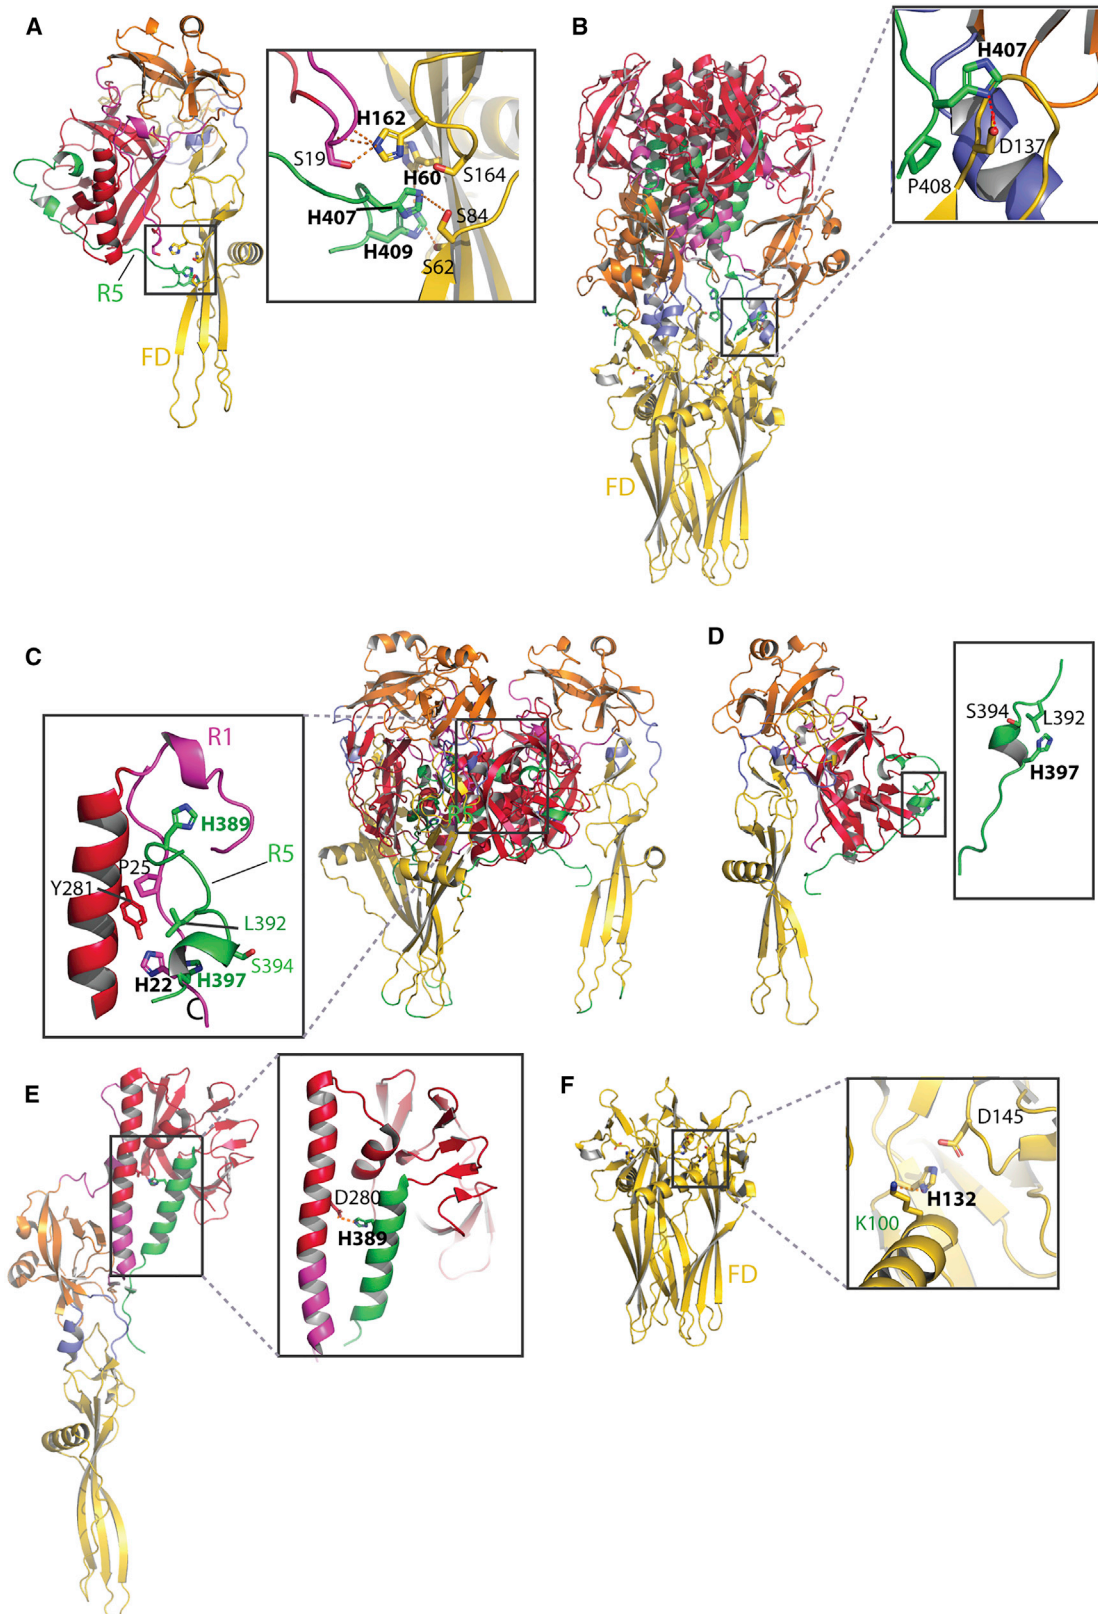 A
H162
S19
H60
S164
H407
S84
H409
S62
R5
FD
B
H407
D137
P408
FD
C
R1
H389
R5
P25
Y281
L392
S394
H22
H397
C
D
S394
L392
H397
E
D280
H389
F
D145
H132
K100
FD